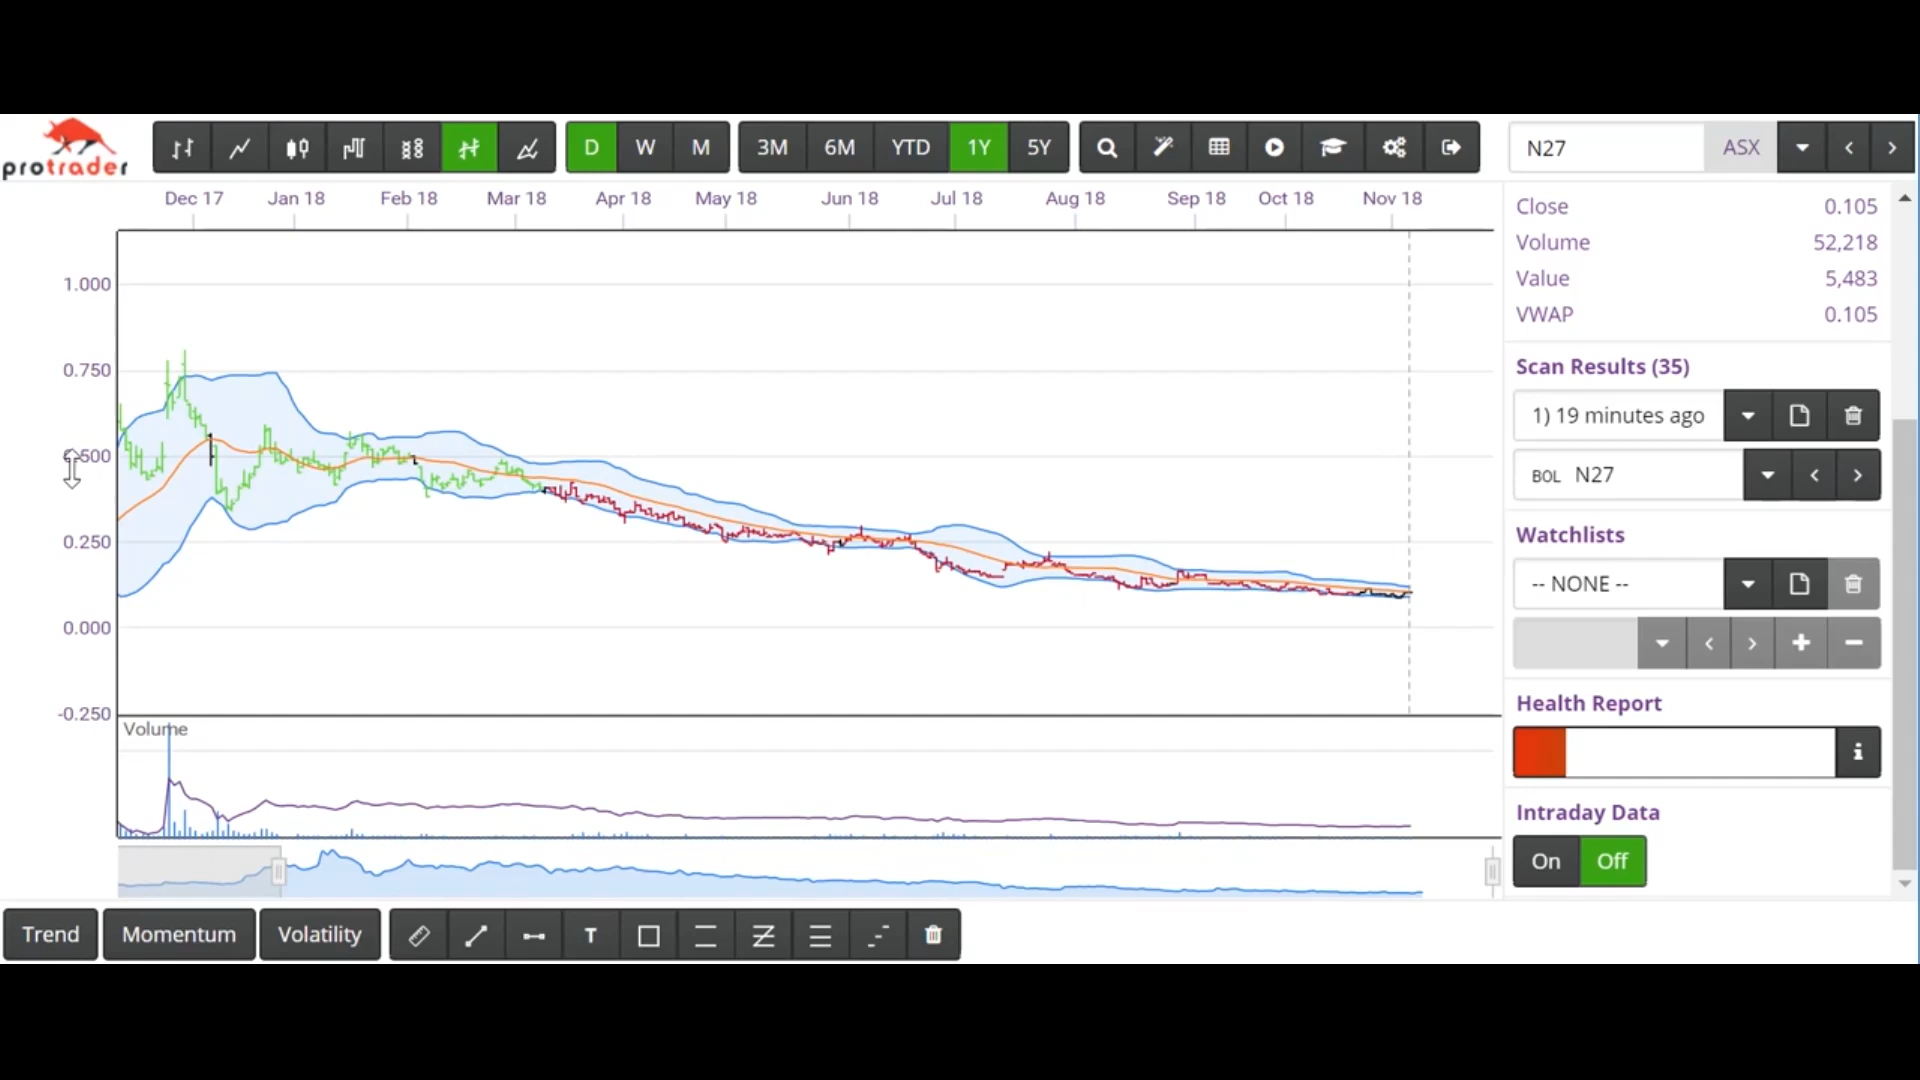 protrader
D W M
3M 6M YTD 1Y 5Y
N27 ASX
Dec 17 Jan 18 Feb 18 Mar 18 Apr 18 May 18 Jun 18 Jul 18 Aug 18 Sep 18 Oct 18 Nov 18
1.000
0.750
0.500
0.250
0.000
-0.250
Volume
Close 0.105
Volume 52,218
Value 5,483
VWAP 0.105
Scan Results (35)
1) 19 minutes ago
BOL N27
Watchlists
-- NONE --
Health Report
Intraday Data
On Off
Trend Momentum Volatility T